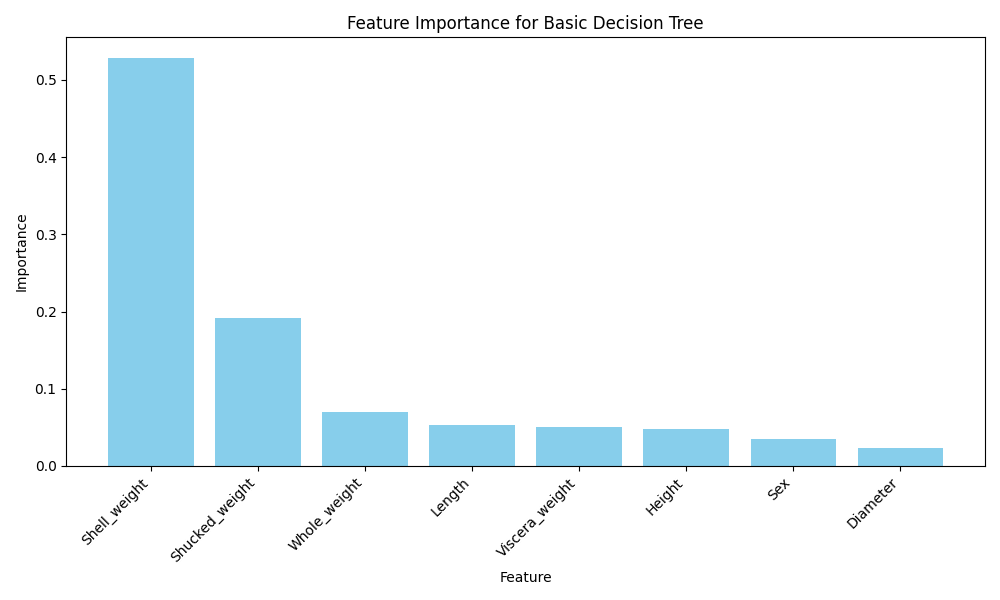 Feature Importance for Basic Decision Tree
Importance
0.5
0.4
0.3
0.2
0.1
0.0
Shell_weight
Shucked_weight
Whole_weight
Length
Viscera_weight
Height
Sex
Diameter
Feature